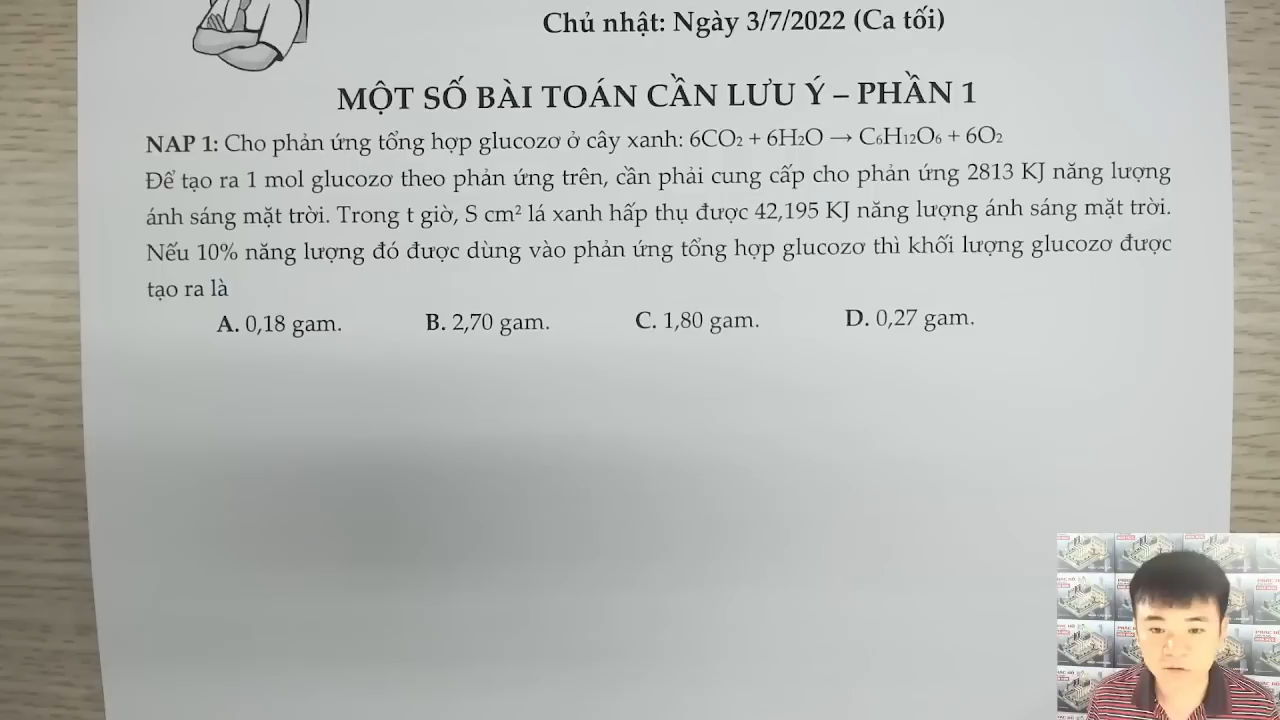 Chủ nhật: Ngày 3/7/2022 (Ca tối)
MỘT SỐ BÀI TOÁN CẦN LƯU Ý – PHẦN 1
NAP 1: Cho phản ứng tổng hợp glucozơ ở cây xanh: 6CO₂ + 6H₂O → C₆H₁₂O₆ + 6O₂
Để tạo ra 1 mol glucozơ theo phản ứng trên, cần phải cung cấp cho phản ứng 2813 KJ năng lượng
ánh sáng mặt trời. Trong t giờ, S cm² lá xanh hấp thụ được 42,195 KJ năng lượng ánh sáng mặt trời.
Nếu 10% năng lượng đó được dùng vào phản ứng tổng hợp glucozơ thì khối lượng glucozơ được
tạo ra là
A. 0,18 gam. B. 2,70 gam. C. 1,80 gam. D. 0,27 gam.